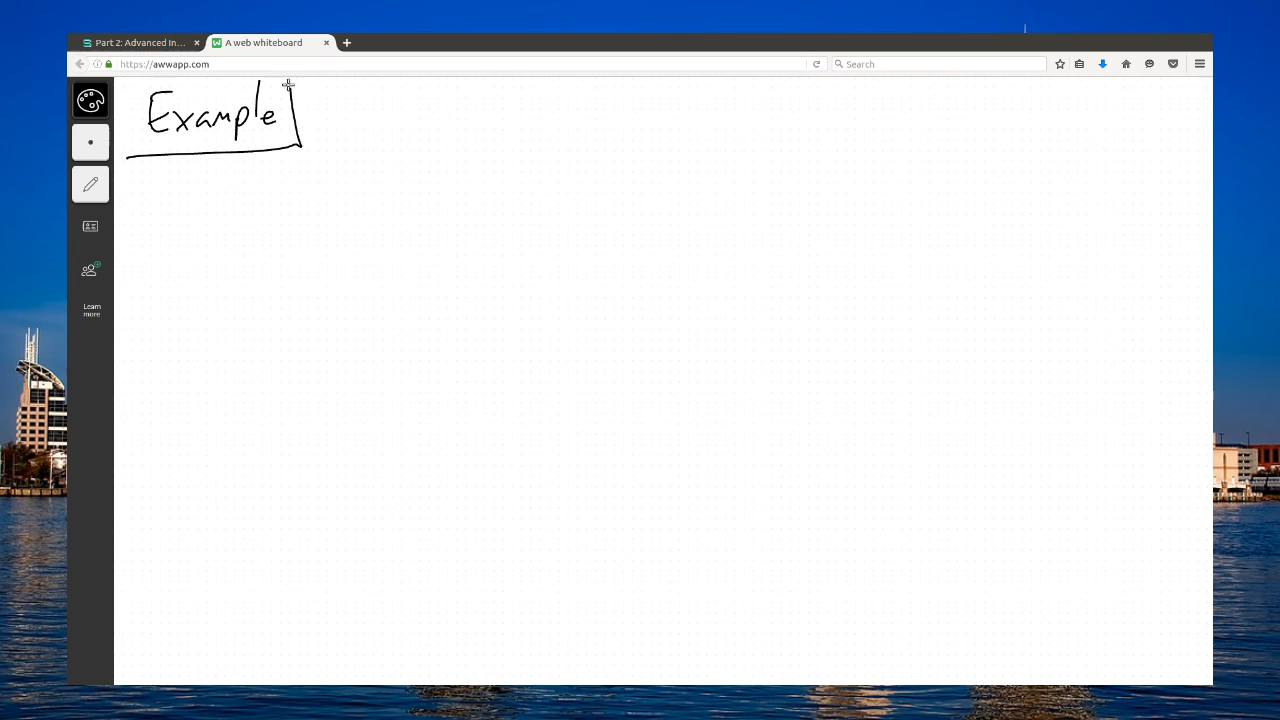 Part 2: Advanced In...
A web whiteboard
https://awwapp.com
Search
Example
Learn
more